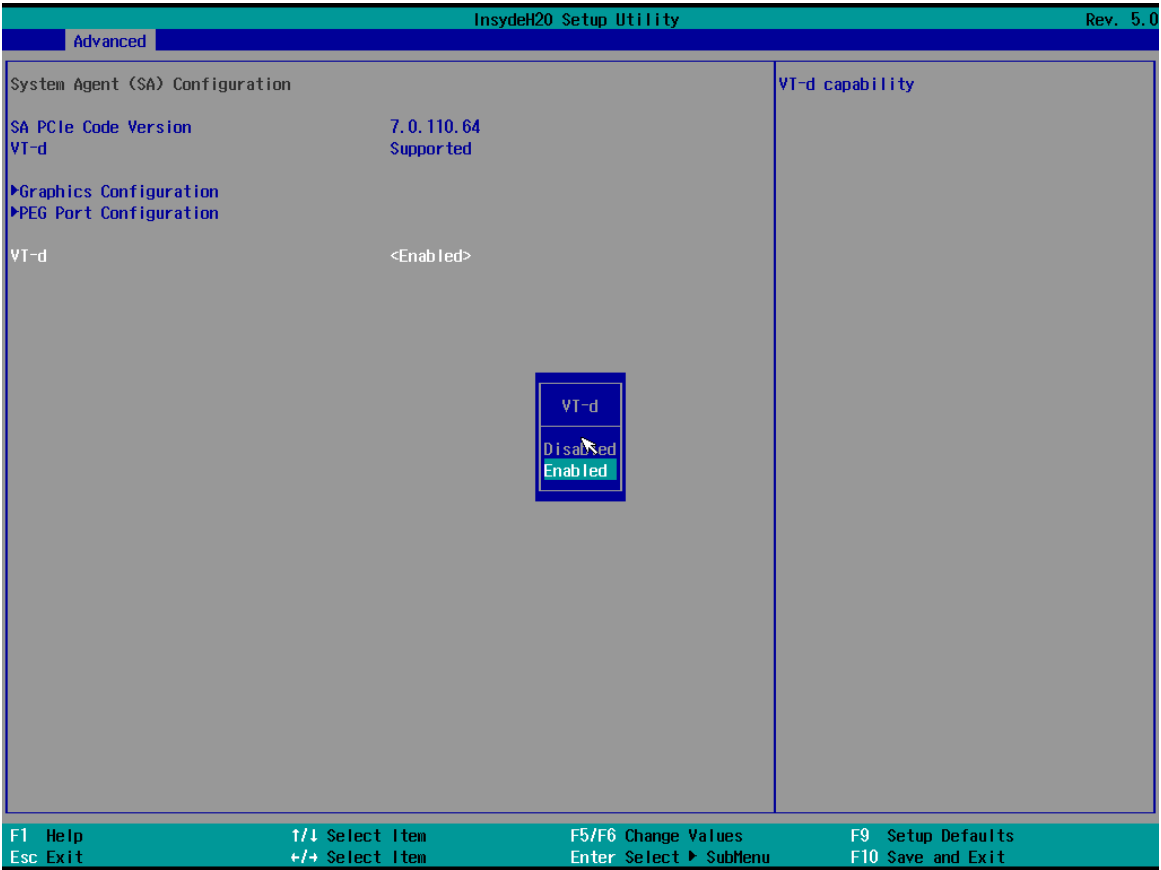 InsydeH20 Setup Utility Rev. 5.0
Advanced
System Agent (SA) Configuration
VT-d capability
SA PCIe Code Version 7.0.110.64
VT-d Supported
Graphics Configuration
PEG Port Configuration
VT-d <Enabled>
VT-d
Disabled
Enabled
F1 Help ↑/↓ Select Item F5/F6 Change Values F9 Setup Defaults
Esc Exit ←/→ Select Item Enter Select ▶ SubMenu F10 Save and Exit